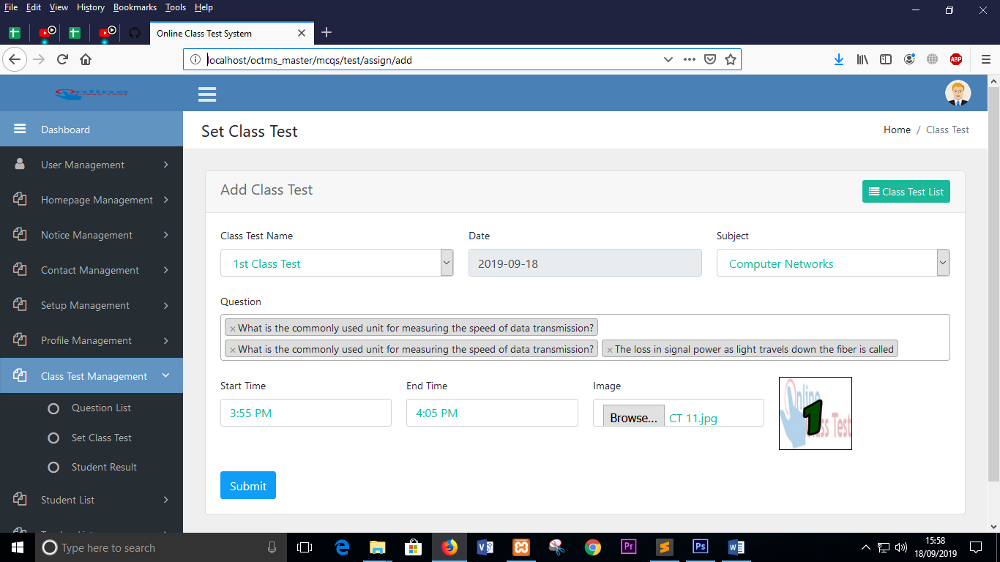 File Edit View History Bookmarks Tools Help
Online Class Test System
localhost/octms_master/mcqs/test/assign/add
ABP
Online
CLASS TEST
Dashboard
Set Class Test
Home / Class Test
User Management
Homepage Management
Notice Management
Contact Management
Setup Management
Profile Management
Class Test Management
Question List
Set Class Test
Student Result
Student List
Add Class Test
Class Test List
Class Test Name
Date
Subject
1st Class Test
2019-09-18
Computer Networks
Question
× What is the commonly used unit for measuring the speed of data transmission?
× What is the commonly used unit for measuring the speed of data transmission? × The loss in signal power as light travels down the fiber is called
Start Time
End Time
Image
3:55 PM
4:05 PM
Browse... CT 11.jpg
Online
1
Class Test
Submit
Type here to search
Pr
Ps
15:58
18/09/2019